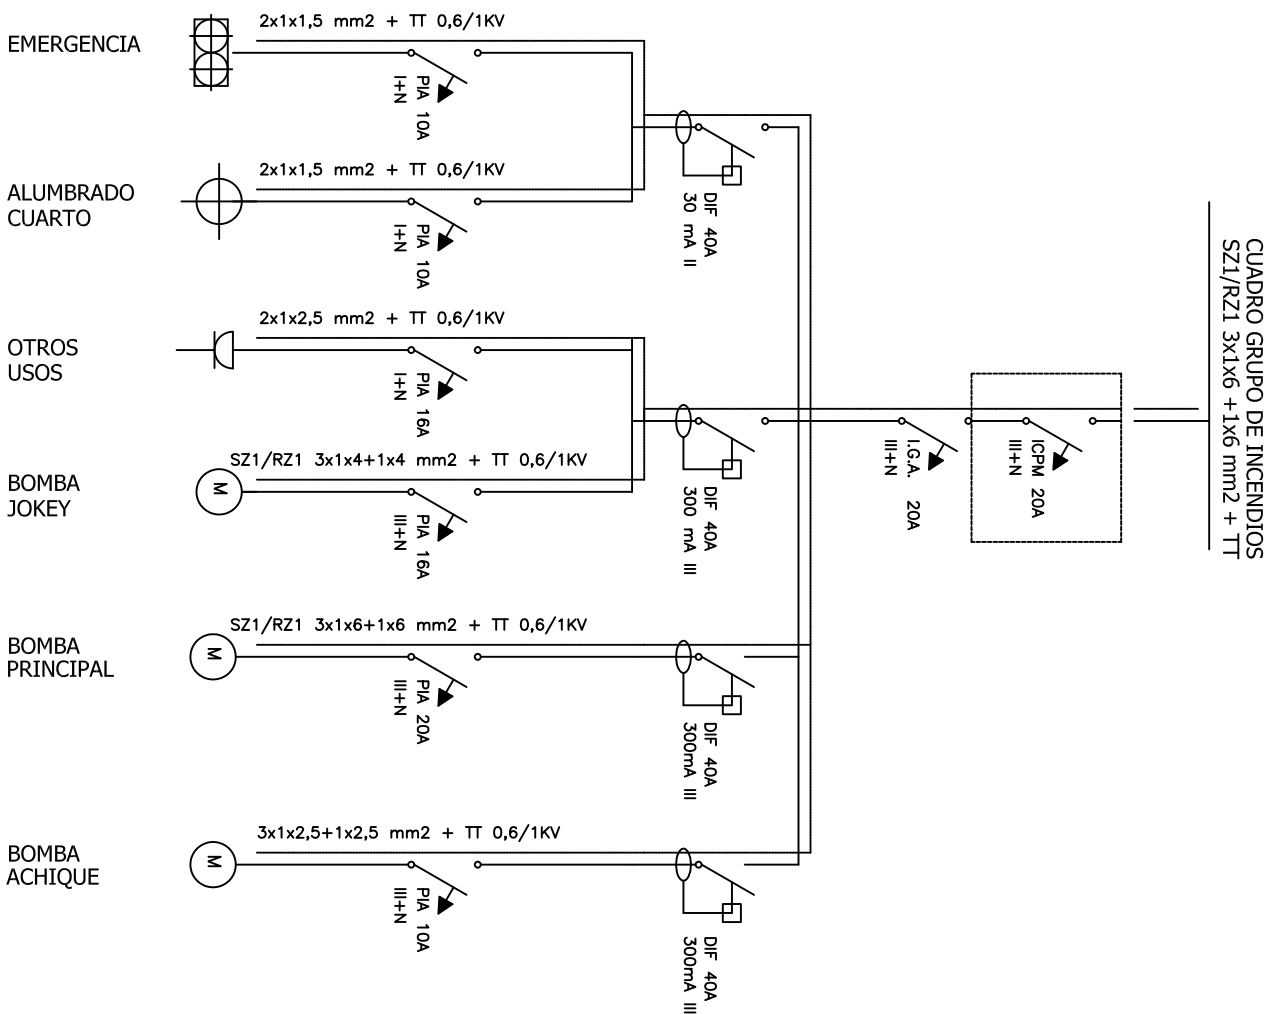 EMERGENCIA
2x1x1,5 mm2 + TT 0,6/1KV
PIA 10A
I+N
ALUMBRADO
CUARTO
2x1x1,5 mm2 + TT 0,6/1KV
PIA 10A
I+N
DIF 40A
30 mA II
OTROS
USOS
2x1x2,5 mm2 + TT 0,6/1KV
PIA 16A
I+N
BOMBA
JOKEY
M
SZ1/RZ1 3x1x4+1x4 mm2 + TT 0,6/1KV
PIA 16A
III+N
DIF 40A
300 mA III
I.G.A. 20A
III+N
ICPM 20A
III+N
CUADRO GRUPO DE INCENDIOS
SZ1/RZ1 3x1x6 +1x6 mm2 + TT
BOMBA
PRINCIPAL
M
SZ1/RZ1 3x1x6+1x6 mm2 + TT 0,6/1KV
PIA 20A
III+N
DIF 40A
300mA III
BOMBA
ACHIQUE
M
3x1x2,5+1x2,5 mm2 + TT 0,6/1KV
PIA 10A
III+N
DIF 40A
300mA III